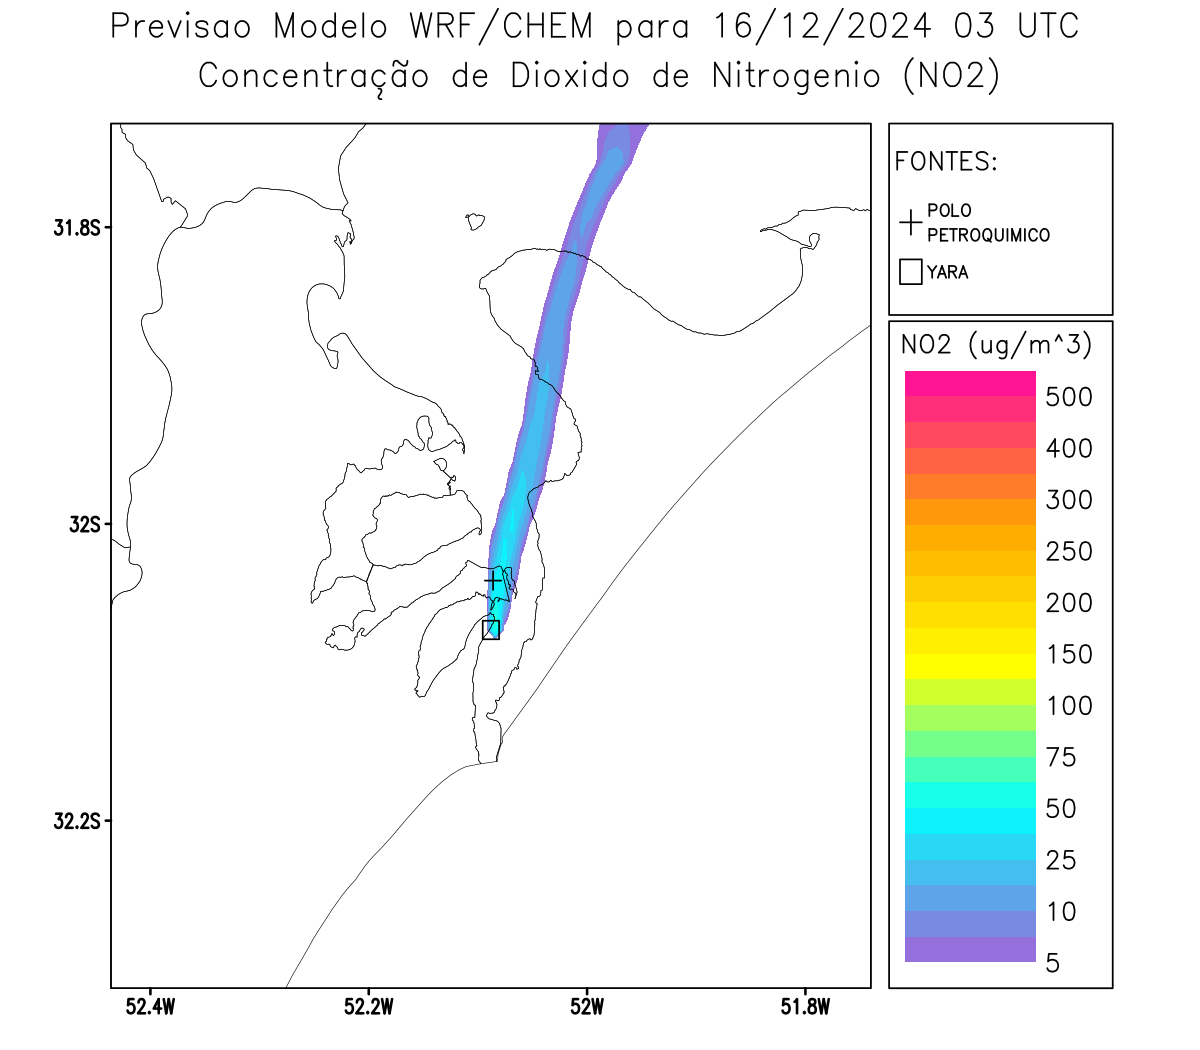 Previsao Modelo WRF/CHEM para 16/12/2024 03 UTC
Concentração de Dioxido de Nitrogenio (NO2)
FONTES:
POLO
PETROQUIMICO
YARA
31.8S
32S
32.2S
52.4W
52.2W
52W
51.8W
NO2 (ug/m^3)
500
400
300
250
200
150
100
75
50
25
10
5